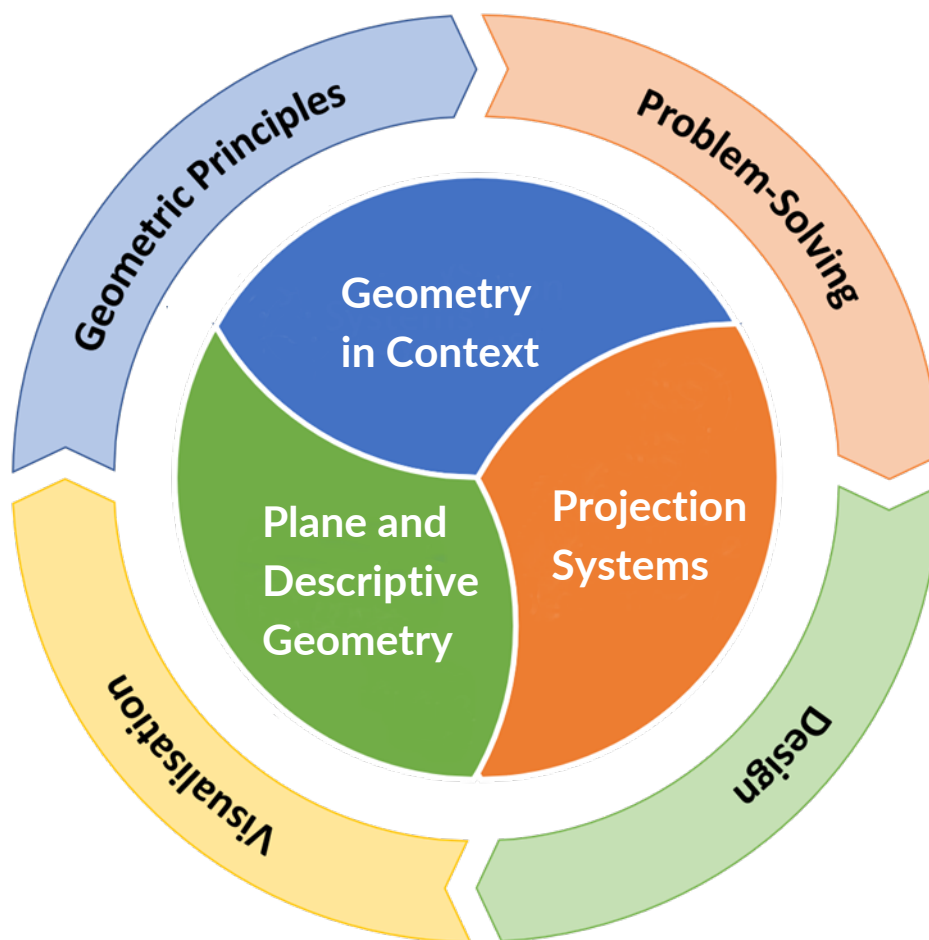 Geometric Principles
Problem-Solving
Geometry
in Context
Projection
Systems
Plane and
Descriptive
Geometry
Visualisation
Design